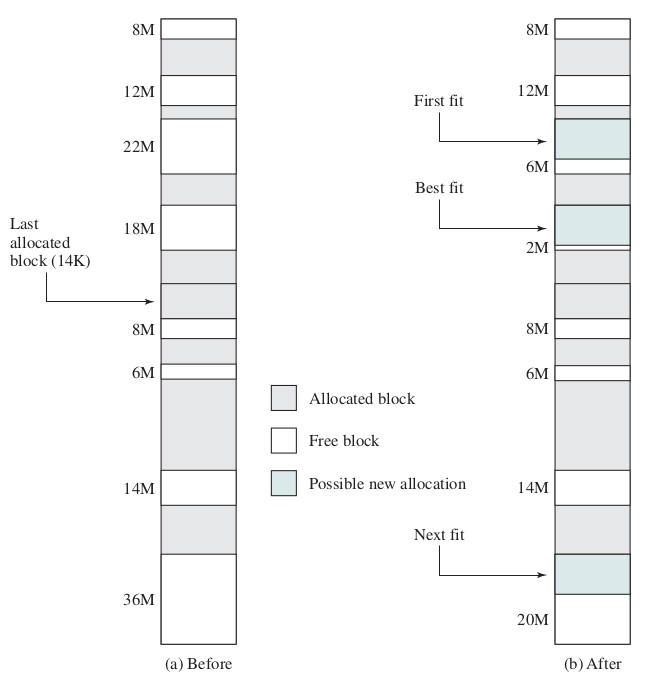 8M
12M
22M
18M
Last
allocated
block (14K)
8M
6M
14M
36M
(a) Before
Allocated block
Free block
Possible new allocation
8M
12M
First fit
6M
Best fit
2M
8M
6M
14M
Next fit
20M
(b) After